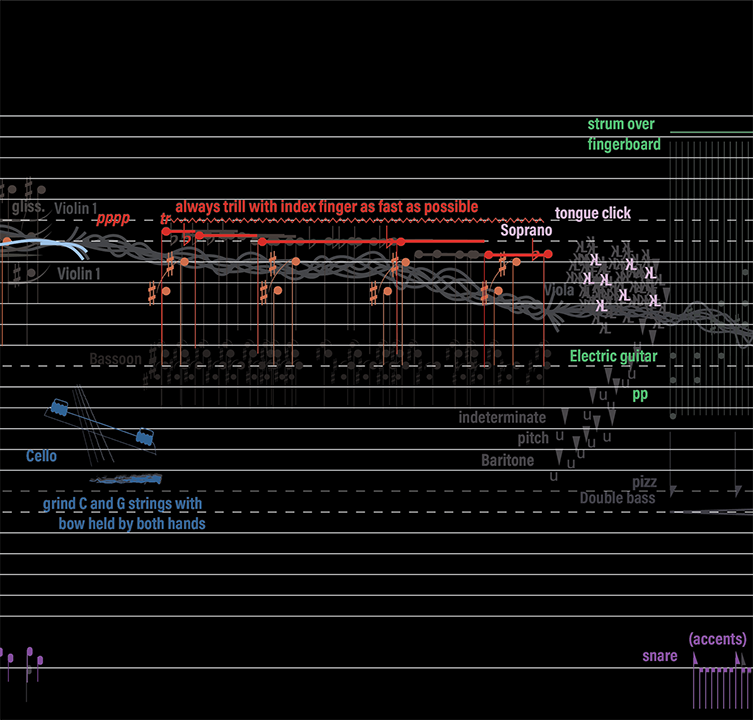 strum over
fingerboard
gliss.
Violin 1
pppp
tr
always trill with index finger as fast as possible
tongue click
Soprano
Violin 1
Viola
Bassoon
Electric guitar
pp
indeterminate
pitch
Baritone
Cello
pizz
Double bass
grind C and G strings with
bow held by both hands
(accents)
snare